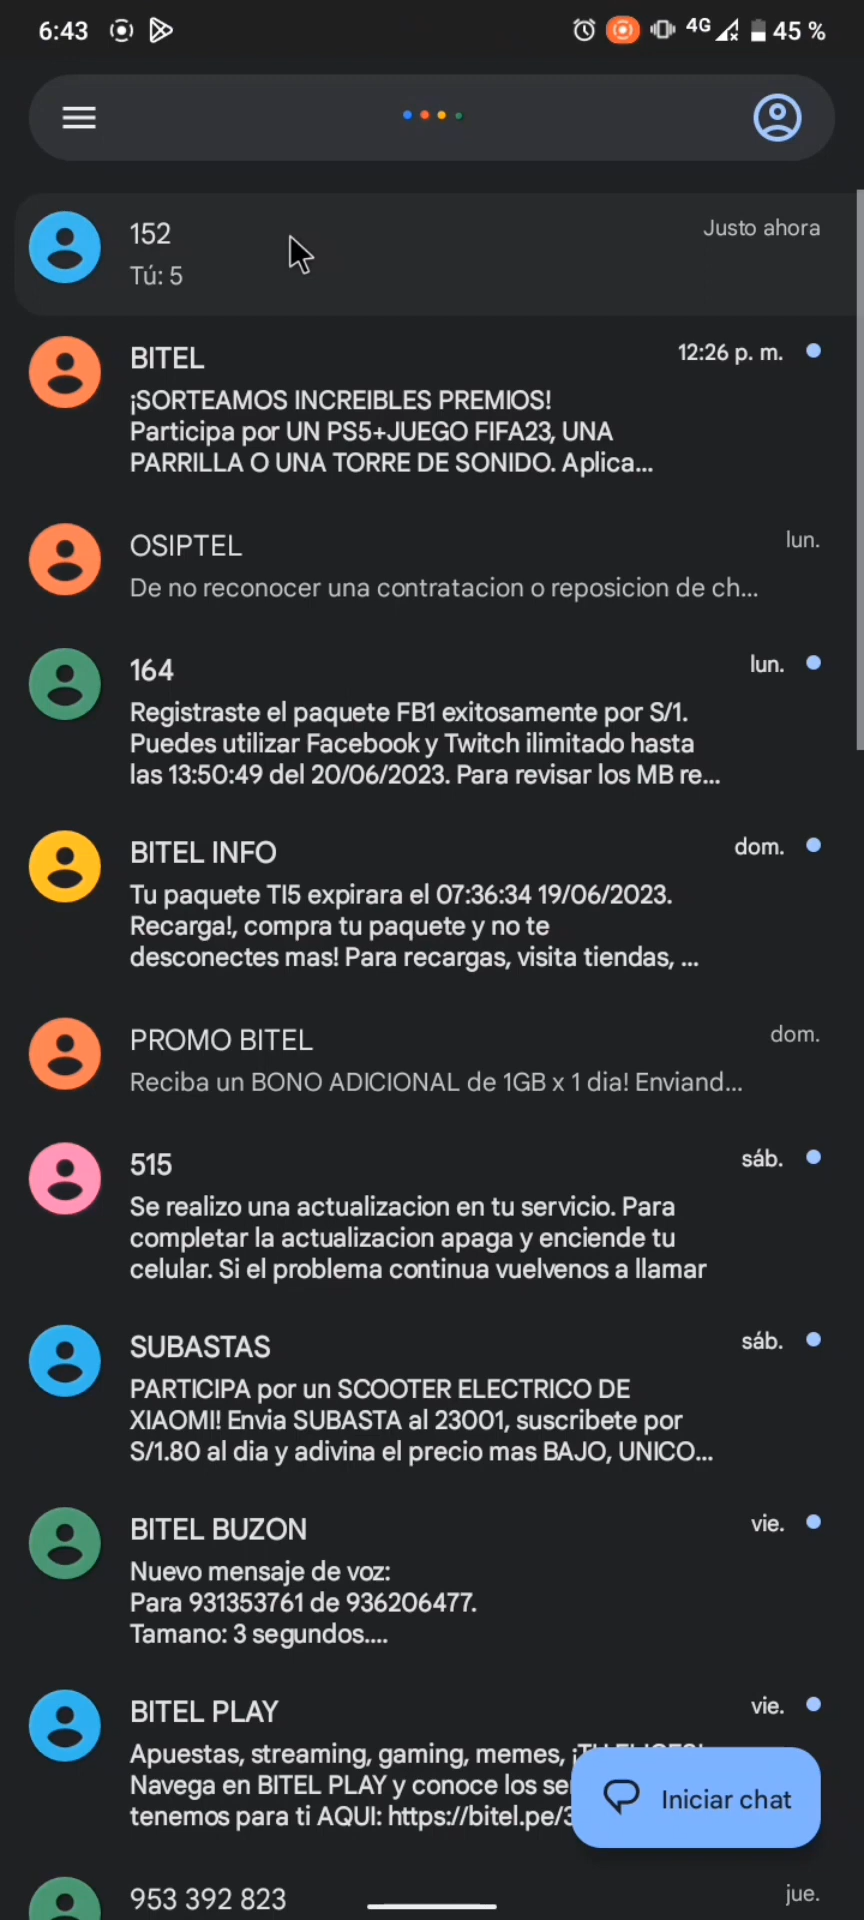 6:43
4G
45 %
152
Justo ahora
Tú: 5
BITEL
12:26 p. m.
¡SORTEAMOS INCREIBLES PREMIOS!
Participa por UN PS5+JUEGO FIFA23, UNA
PARRILLA O UNA TORRE DE SONIDO. Aplica...
OSIPTEL
lun.
De no reconocer una contratacion o reposicion de ch...
164
lun.
Registraste el paquete FB1 exitosamente por S/1.
Puedes utilizar Facebook y Twitch ilimitado hasta
las 13:50:49 del 20/06/2023. Para revisar los MB re...
BITEL INFO
dom.
Tu paquete TI5 expirara el 07:36:34 19/06/2023.
Recarga!, compra tu paquete y no te
desconectes mas! Para recargas, visita tiendas, ...
PROMO BITEL
dom.
Reciba un BONO ADICIONAL de 1GB x 1 dia! Enviand...
515
sáb.
Se realizo una actualizacion en tu servicio. Para
completar la actualizacion apaga y enciende tu
celular. Si el problema continua vuelvenos a llamar
SUBASTAS
sáb.
PARTICIPA por un SCOOTER ELECTRICO DE
XIAOMI! Envia SUBASTA al 23001, suscribete por
S/1.80 al dia y adivina el precio mas BAJO, UNICO...
BITEL BUZON
vie.
Nuevo mensaje de voz:
Para 931353761 de 936206477.
Tamano: 3 segundos....
BITEL PLAY
vie.
Apuestas, streaming, gaming, memes,
Navega en BITEL PLAY y conoce los
tenemos para ti AQUI: https://bitel.pe/3
Iniciar chat
953 392 823
jue.